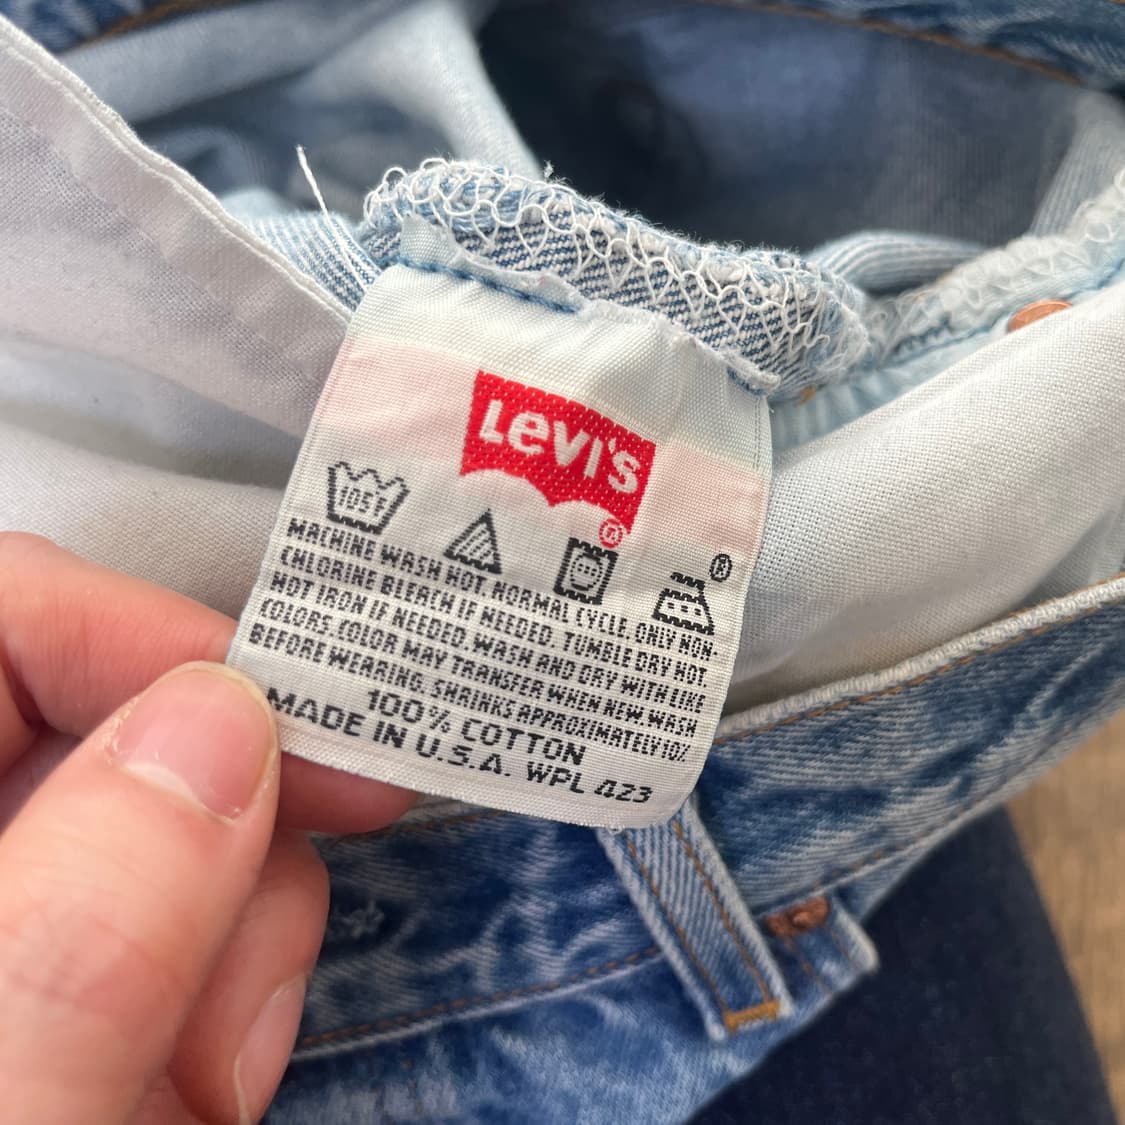 LEVI'S
®
105°F
®
MACHINE WASH HOT, NORMAL CYCLE, ONLY NON-
CHLORINE BLEACH IF NEEDED. TUMBLE DRY HOT
HOT IRON IF NEEDED. WASH AND DRY WITH LIKE
COLORS. COLOR MAY TRANSFER WHEN NEW. WASH
BEFORE WEARING. SHRINKS APPROXIMATELY 10%
100% COTTON
MADE IN U.S.A. WPL 423